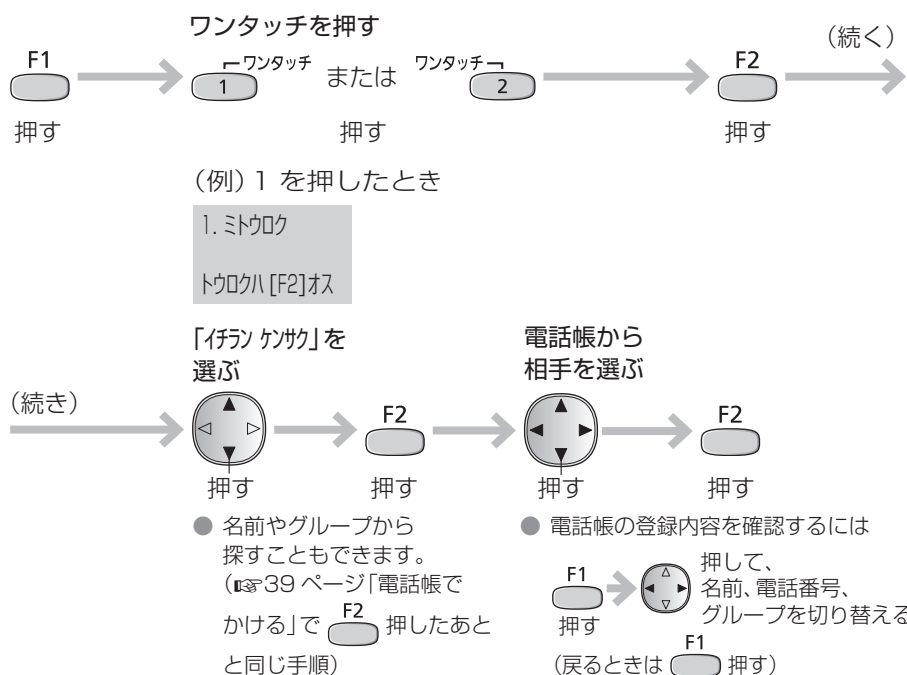 ワンタッチを押す
(続く)
F1
1
ワンタッチ
または
ワンタッチ
2
F2
押す
押す
押す
(例) 1 を押したとき
1. ミトウロク
トウロクハ [F2]オス
「イチラン ケンサク」を
選ぶ
電話帳から
相手を選ぶ
(続き)
F2
F2
押す
押す
押す
押す
● 名前やグループから
探すこともできます。
(☞39 ページ「電話帳で
かける」で F2 押したあと
と同じ手順)
● 電話帳の登録内容を確認するには
F1
押す
押して、
名前、電話番号、
グループを切り替える
(戻るときは F1 押す)